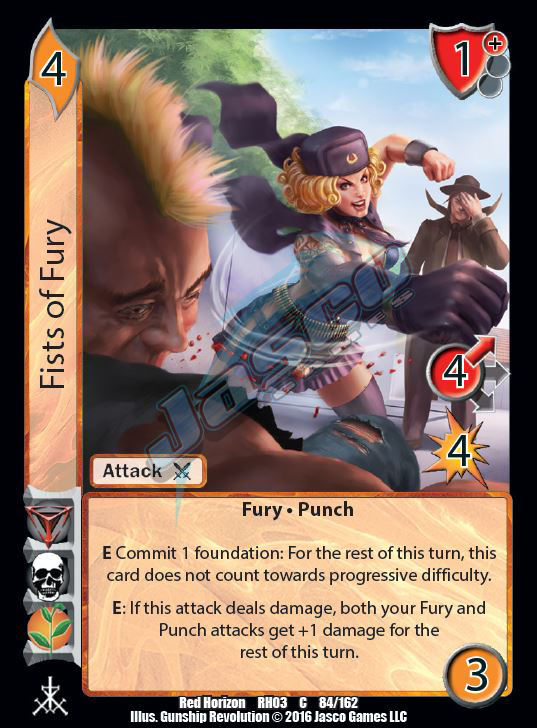 4
1
+
Fists of Fury
Jasco
4
4
Attack
Fury • Punch
E Commit 1 foundation: For the rest of this turn, this
card does not count towards progressive difficulty.
E: If this attack deals damage, both your Fury and
Punch attacks get +1 damage for the
rest of this turn.
3
Red Horizon RH03 C 84/162
Illus. Gunship Revolution © 2016 Jasco Games LLC